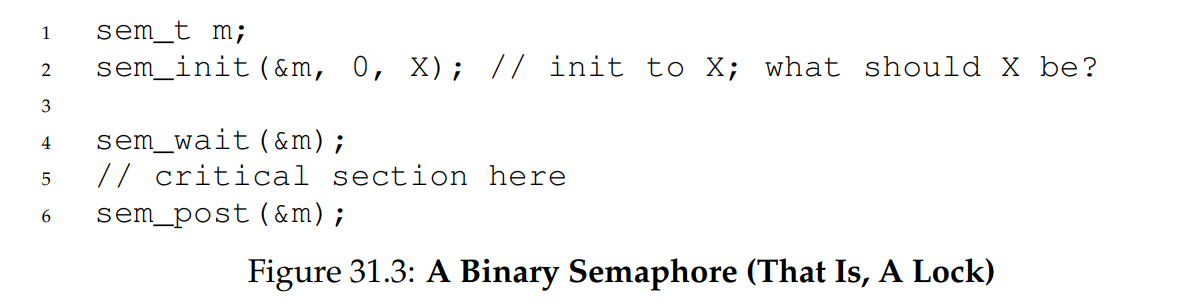 1 sem_t m;
2 sem_init(&m, 0, X); // init to X; what should X be?
3
4 sem_wait(&m);
5 // critical section here
6 sem_post(&m);
Figure 31.3: A Binary Semaphore (That Is, A Lock)